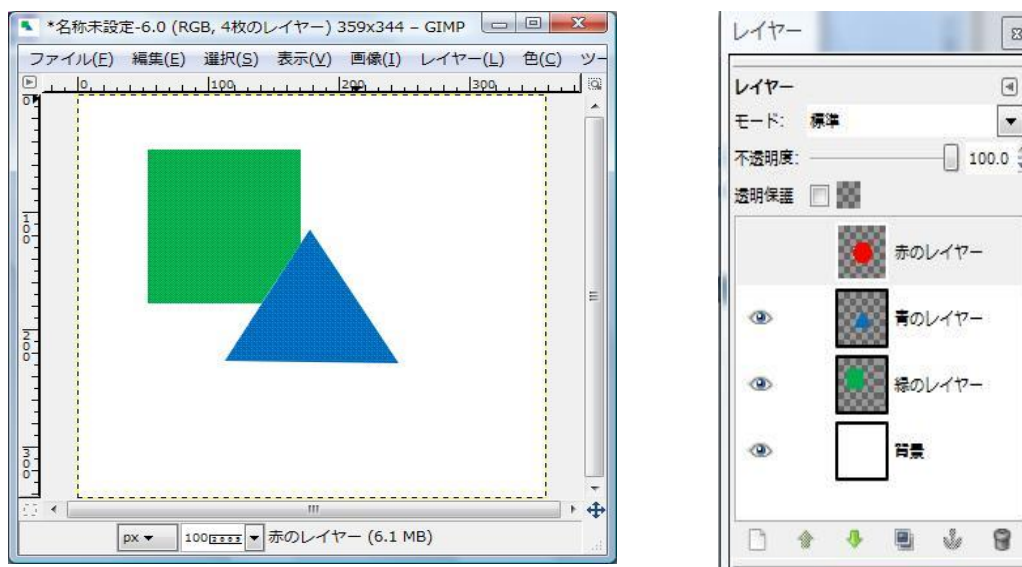 *名称未設定-6.0 (RGB, 4枚のレイヤー) 359x344 – GIMP
ファイル(F) 編集(E) 選択(S) 表示(V) 画像(I) レイヤー(L) 色(C) ツー
0 100 200 300
0
100
200
300
px 100 赤のレイヤー (6.1 MB)
レイヤー
レイヤー
モード: 標準
不透明度: 100.0
透明保護
赤のレイヤー
青のレイヤー
緑のレイヤー
背景